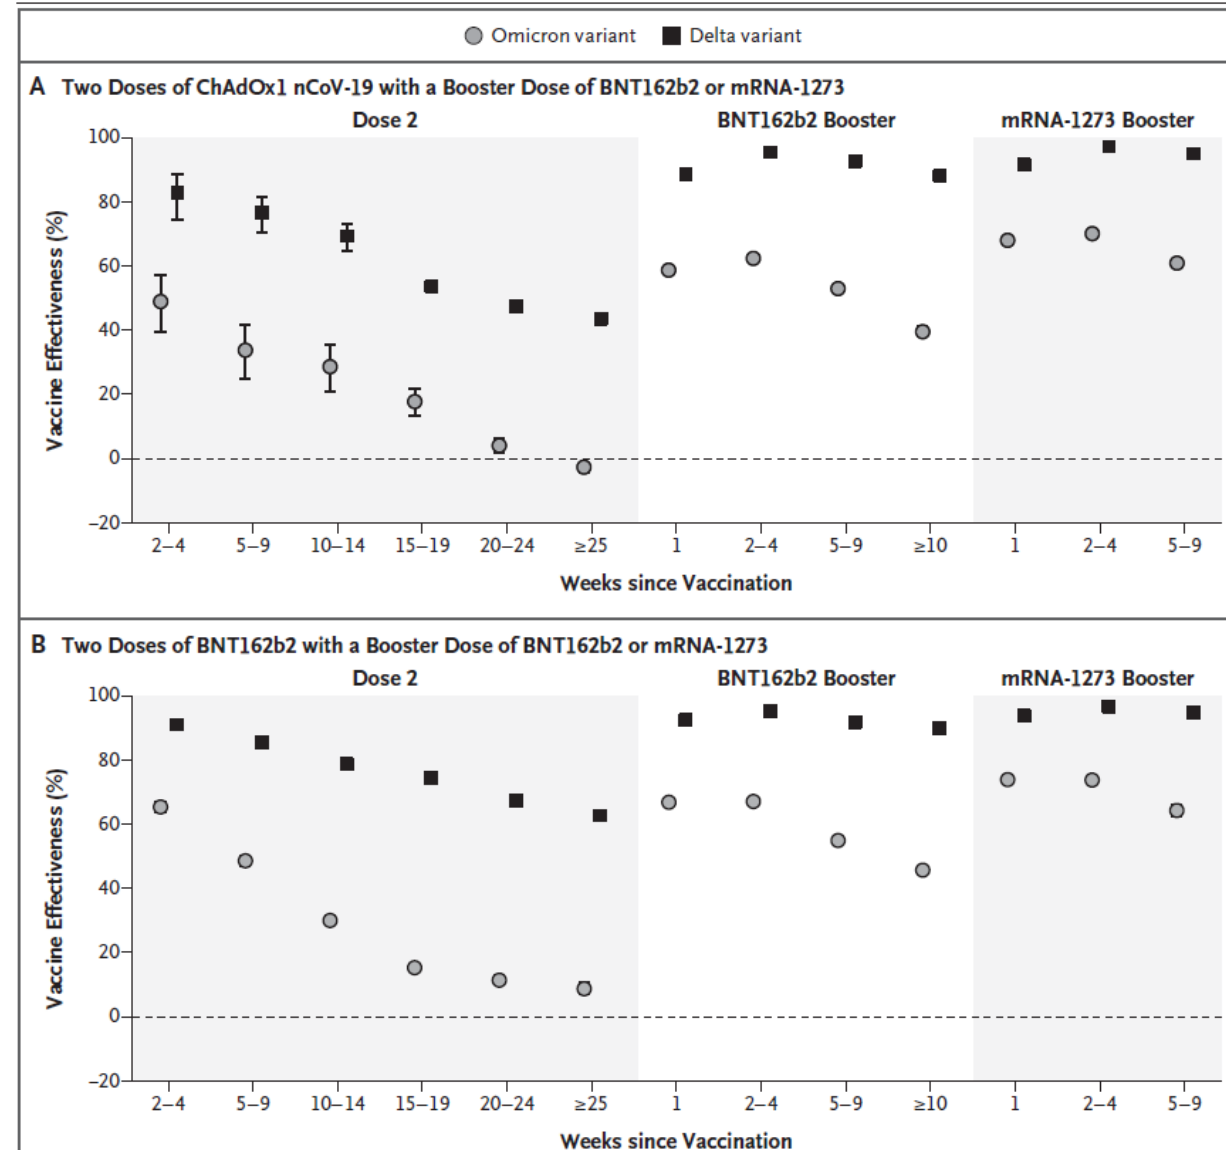 Omicron variant Delta variant
A Two Doses of ChAdOx1 nCoV-19 with a Booster Dose of BNT162b2 or mRNA-1273
Dose 2 BNT162b2 Booster mRNA-1273 Booster
100
80
60
40
20
0
–20
Vaccine Effectiveness (%)
2–4 5–9 10–14 15–19 20–24 ≥25 1 2–4 5–9 ≥10 1 2–4 5–9
Weeks since Vaccination
B Two Doses of BNT162b2 with a Booster Dose of BNT162b2 or mRNA-1273
Dose 2 BNT162b2 Booster mRNA-1273 Booster
100
80
60
40
20
0
–20
Vaccine Effectiveness (%)
2–4 5–9 10–14 15–19 20–24 ≥25 1 2–4 5–9 ≥10 1 2–4 5–9
Weeks since Vaccination